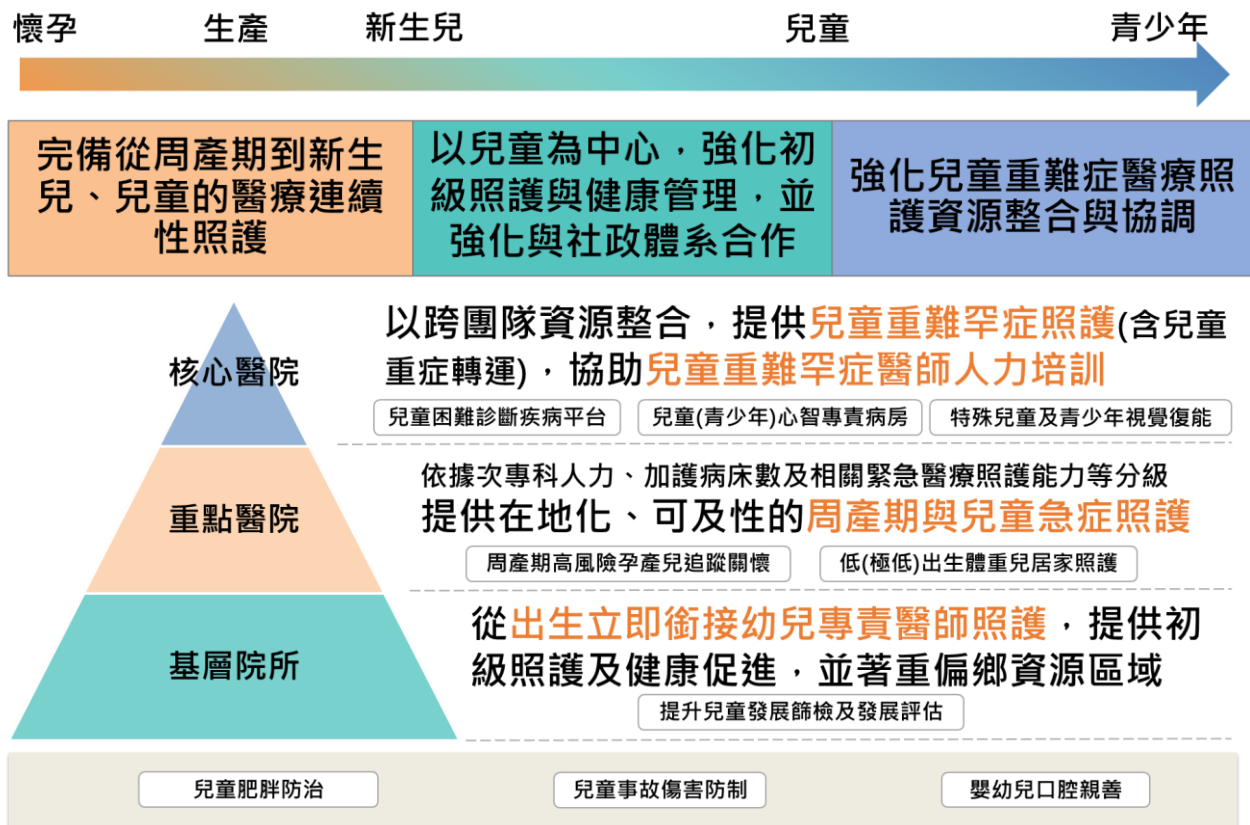 懷孕 生產 新生兒 兒童 青少年
完備從周產期到新生
兒、兒童的醫療連續
性照護
以兒童為中心，強化初
級照護與健康管理，並
強化與社政體系合作
強化兒童重難症醫療照
護資源整合與協調
核心醫院
以跨團隊資源整合，提供兒童重難罕症照護(含兒童
重症轉運)，協助兒童重難罕症醫師人力培訓
兒童困難診斷疾病平台
兒童(青少年)心智專責病房
特殊兒童及青少年視覺復能
重點醫院
依據次專科人力、加護病床數及相關緊急醫療照護能力等分級
提供在地化、可及性的周產期與兒童急症照護
周產期高風險孕產兒追蹤關懷
低(極低)出生體重兒居家照護
基層院所
從出生立即銜接幼兒專責醫師照護，提供初
級照護及健康促進，並著重偏鄉資源區域
提升兒童發展篩檢及發展評估
兒童肥胖防治
兒童事故傷害防制
嬰幼兒口腔親善